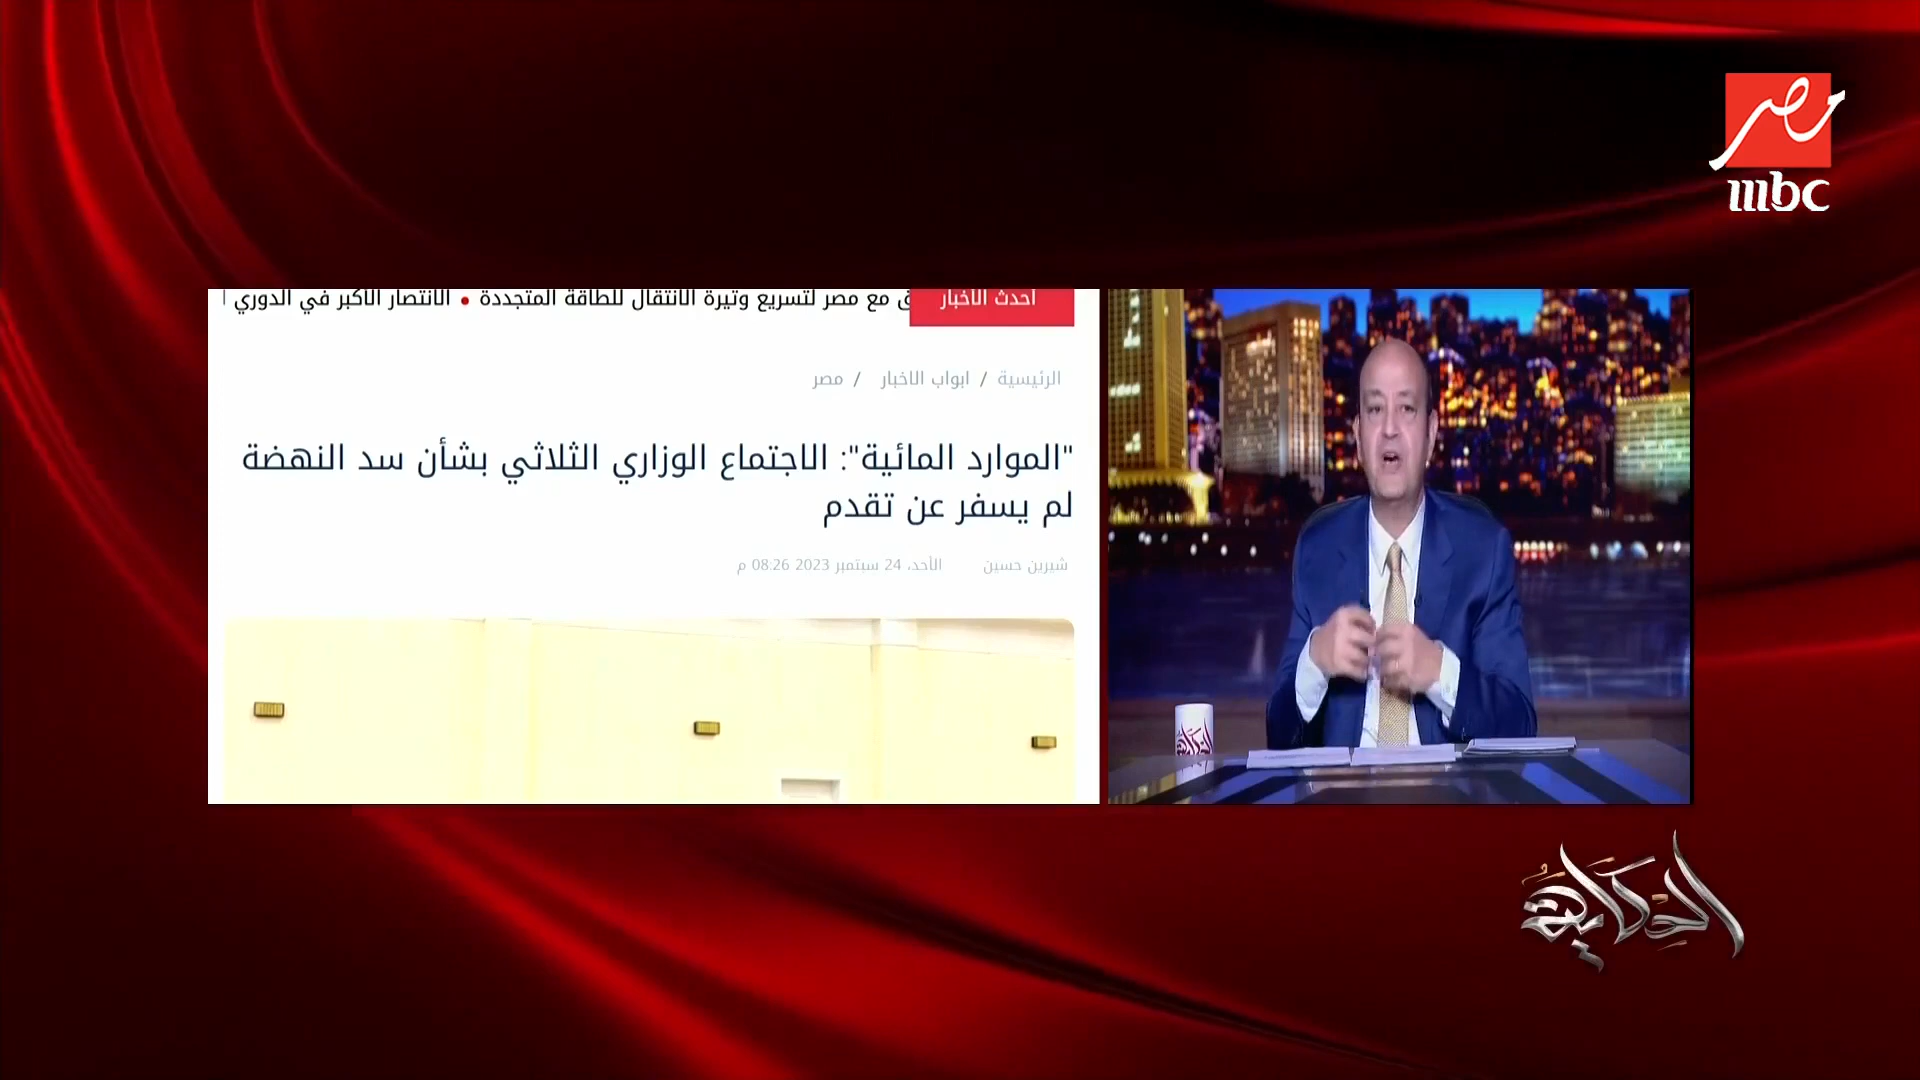 مصر
mbc
أحدث الأخبار
ق مع مصر لتسريع وتيرة الانتقال للطاقة المتجددة • الانتصار الأكبر في الدوري
الرئيسية / ابواب الاخبار / مصر
"الموارد المائية": الاجتماع الوزاري الثلاثي بشأن سد النهضة
لم يسفر عن تقدم
شيرين حسين الأحد، 24 سبتمبر 2023 08:26 م
الحكاية
الحكاية